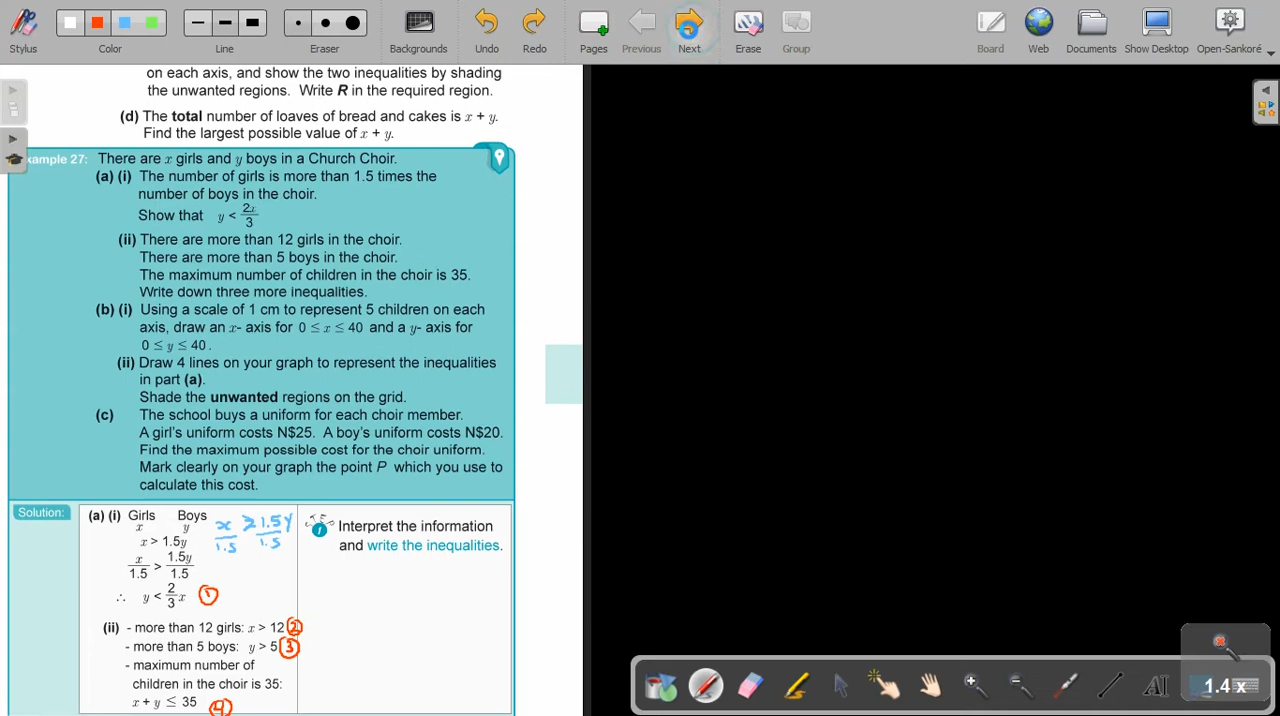 Stylus
Color
Line
Eraser
Backgrounds
Undo
Redo
Pages
Previous
Next
Erase
Group
Board
Web
Documents
Show Desktop
Open-Sankoré
on each axis, and show the two inequalities by shading
the unwanted regions. Write R in the required region.
(d) The total number of loaves of bread and cakes is x + y.
Find the largest possible value of x + y.
xample 27: There are x girls and y boys in a Church Choir.
(a) (i) The number of girls is more than 1.5 times the
number of boys in the choir.
Show that y < 2x/3
(ii) There are more than 12 girls in the choir.
There are more than 5 boys in the choir.
The maximum number of children in the choir is 35.
Write down three more inequalities.
(b) (i) Using a scale of 1 cm to represent 5 children on each
axis, draw an x- axis for 0 ≤ x ≤ 40 and a y- axis for
0 ≤ y ≤ 40.
(ii) Draw 4 lines on your graph to represent the inequalities
in part (a).
Shade the unwanted regions on the grid.
(c) The school buys a uniform for each choir member.
A girl's uniform costs N$25. A boy's uniform costs N$20.
Find the maximum possible cost for the choir uniform.
Mark clearly on your graph the point P which you use to
calculate this cost.
Solution:
(a) (i) Girls Boys
x y
x > 1.5y
x/1.5 > 1.5y/1.5
∴ y < 2/3 x ①
x/1.5 > 1.5y/1.5
1 Interpret the information
and write the inequalities.
(ii) - more than 12 girls: x > 12 ②
- more than 5 boys: y > 5 ③
- maximum number of
children in the choir is 35:
x + y ≤ 35 ④
1.4 x